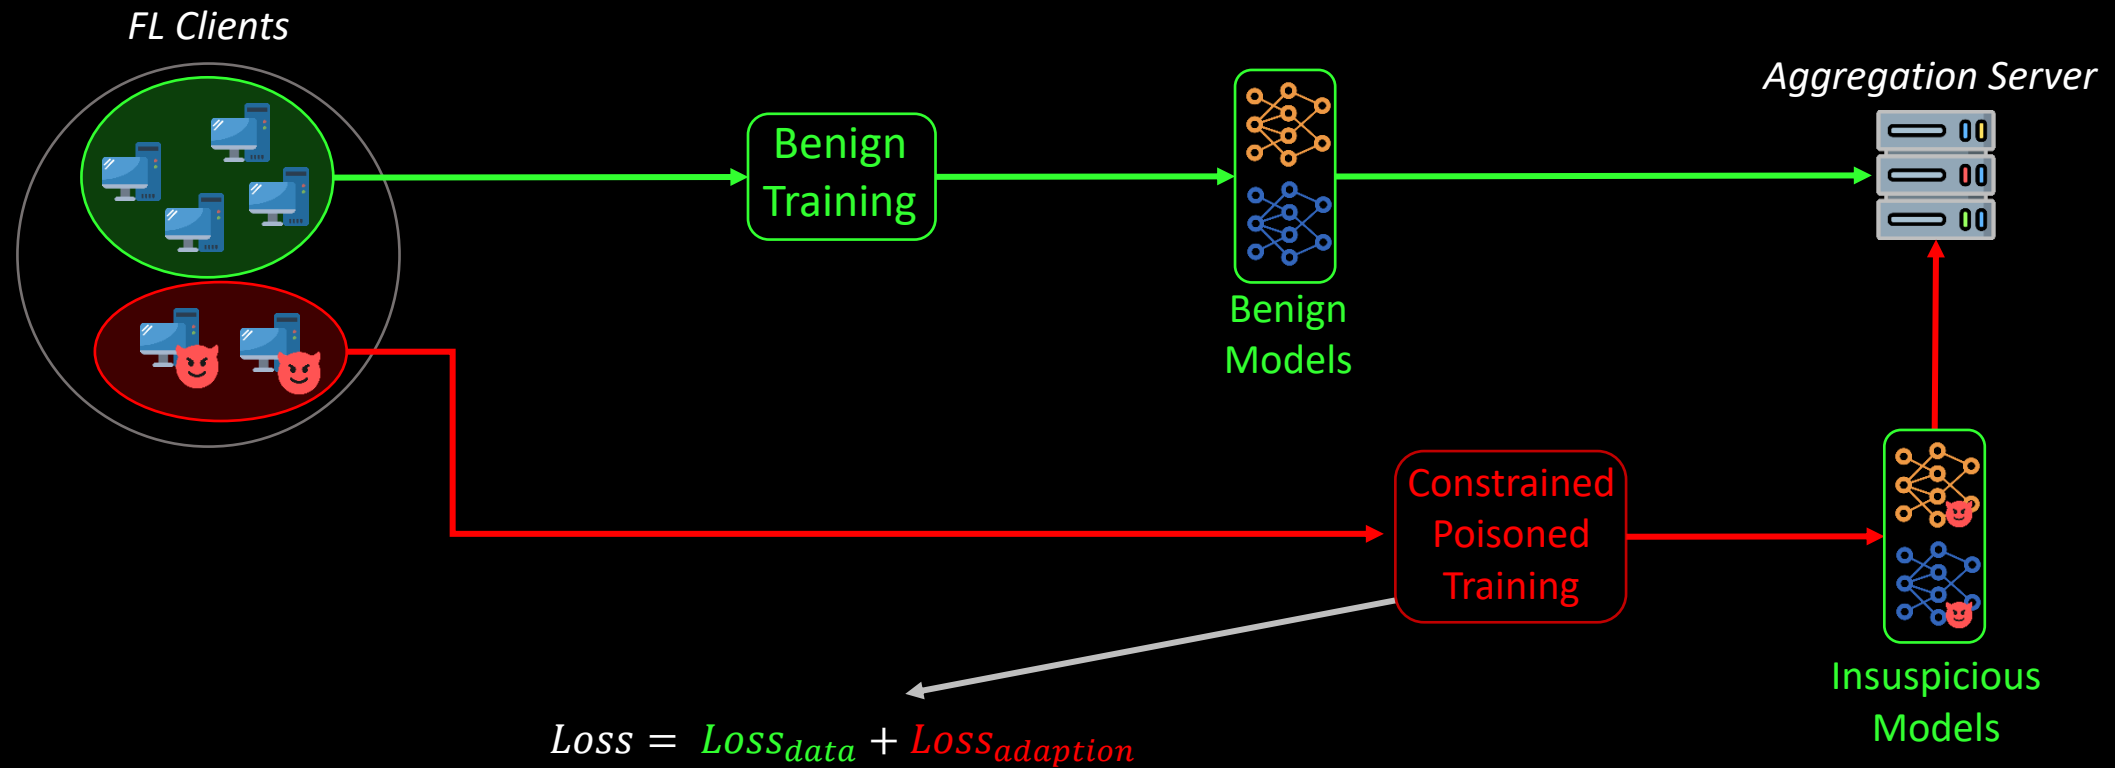 FL Clients
Aggregation Server
Benign
Training
Benign
Models
Constrained
Poisoned
Training
Insuspicious
Models
Loss = Loss_data + Loss_adaption